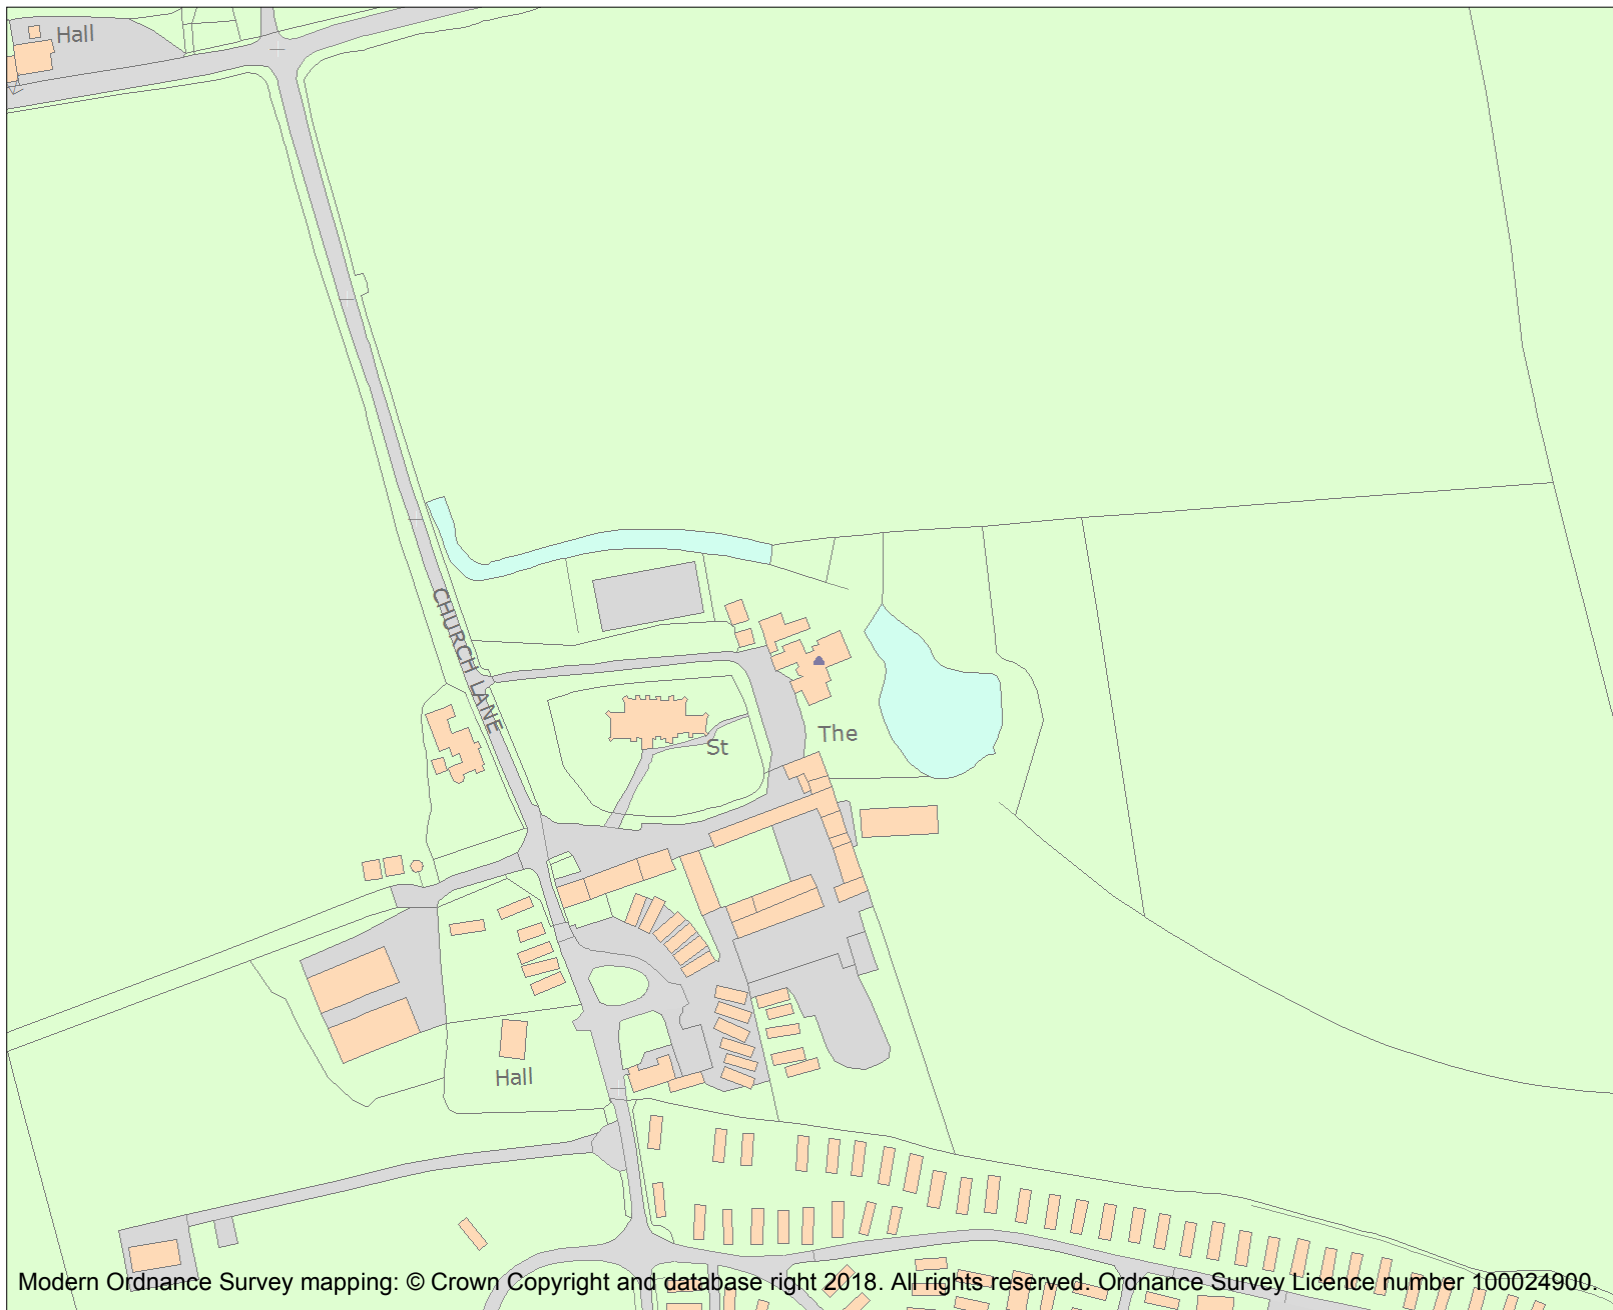 Hall
CHURCH LANE
The
St
Hall
Modern Ordnance Survey mapping: © Crown Copyright and database right 2018. All rights reserved. Ordnance Survey Licence number 100024900.